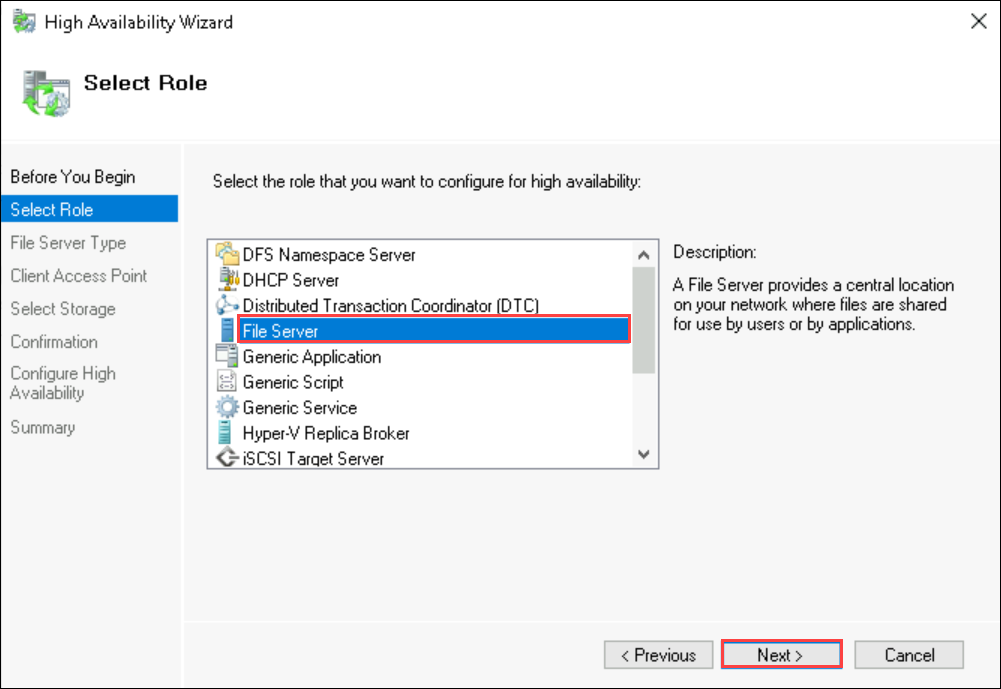 High Availability Wizard
Select Role
Before You Begin
Select Role
File Server Type
Client Access Point
Select Storage
Confirmation
Configure High
Availability
Summary
Select the role that you want to configure for high availability:
DFS Namespace Server
DHCP Server
Distributed Transaction Coordinator (DTC)
File Server
Generic Application
Generic Script
Generic Service
Hyper-V Replica Broker
iSCSI Target Server
Description:
A File Server provides a central location
on your network where files are shared
for use by users or by applications.
< Previous
Next >
Cancel